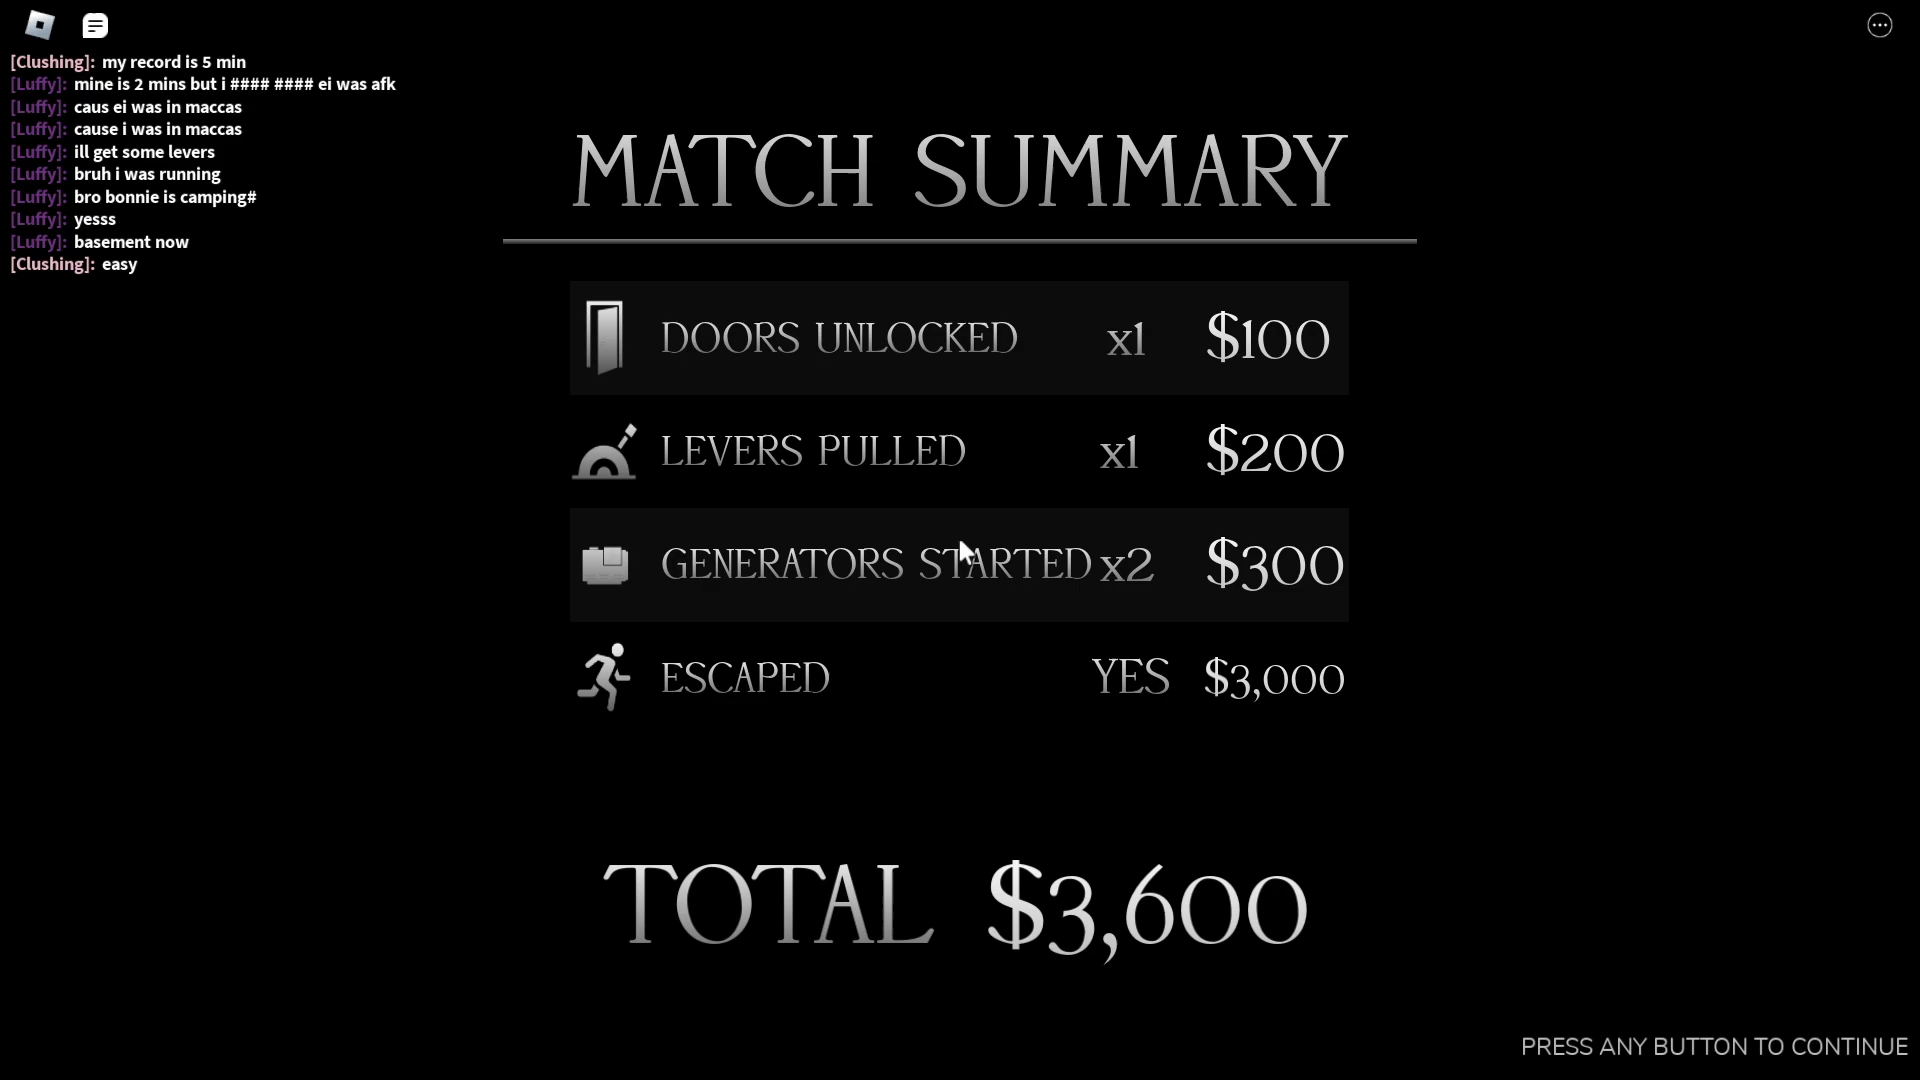 [Clushing]: my record is 5 min
[Luffy]: mine is 2 mins but i #### #### ei was afk
[Luffy]: caus ei was in maccas
[Luffy]: cause i was in maccas
[Luffy]: ill get some levers
[Luffy]: bruh i was running
[Luffy]: bro bonnie is camping#
[Luffy]: yesss
[Luffy]: basement now
[Clushing]: easy
MATCH SUMMARY
DOORS UNLOCKED x1 $100
LEVERS PULLED x1 $200
GENERATORS STARTED x2 $300
ESCAPED YES $3,000
TOTAL $3,600
PRESS ANY BUTTON TO CONTINUE